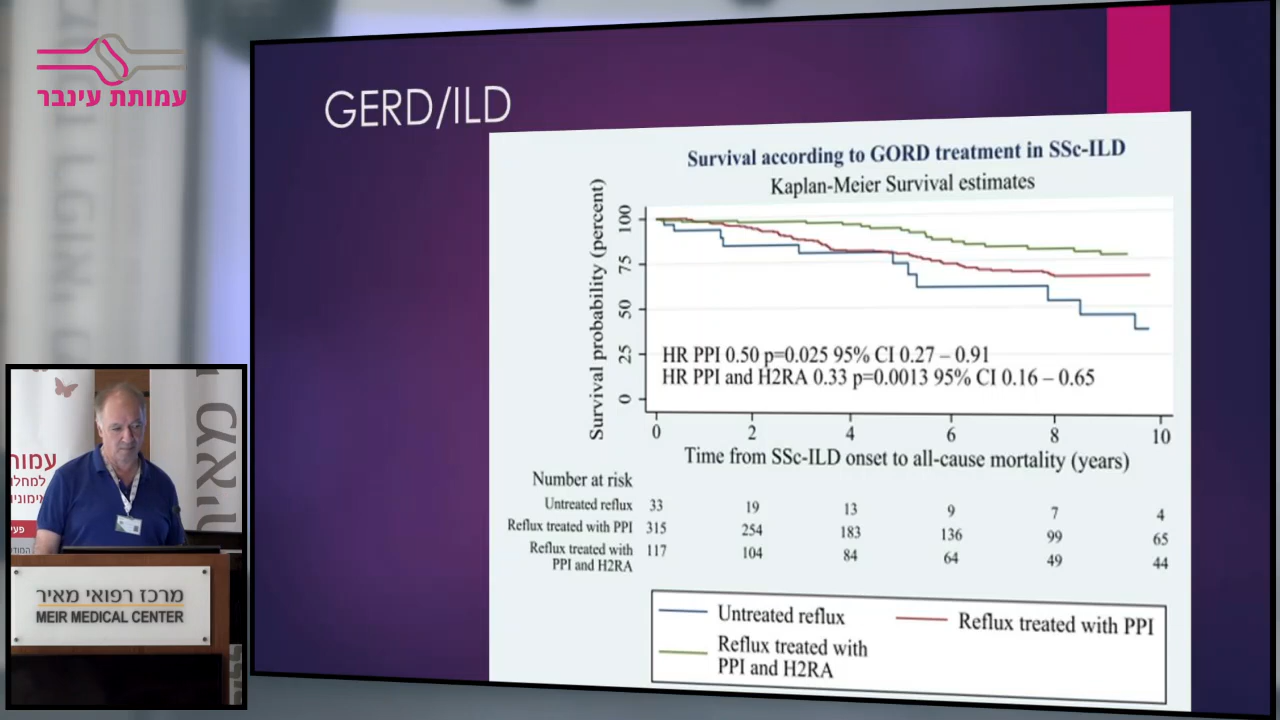 עמותת עינבר
GERD/ILD
Survival according to GORD treatment in SSc-ILD
Kaplan-Meier Survival estimates
Survival probability (percent)
100
75
50
25
0
HR PPI 0.50 p=0.025 95% CI 0.27 – 0.91
HR PPI and H2RA 0.33 p=0.0013 95% CI 0.16 – 0.65
0 2 4 6 8 10
Time from SSc-ILD onset to all-cause mortality (years)
Number at risk
Untreated reflux 33 19 13 9 7 4
Reflux treated with PPI 315 254 183 136 99 65
Reflux treated with 117 104 84 64 49 44
PPI and H2RA
Untreated reflux
Reflux treated with PPI
Reflux treated with
PPI and H2RA
מרכז רפואי מאיר
MEIR MEDICAL CENTER